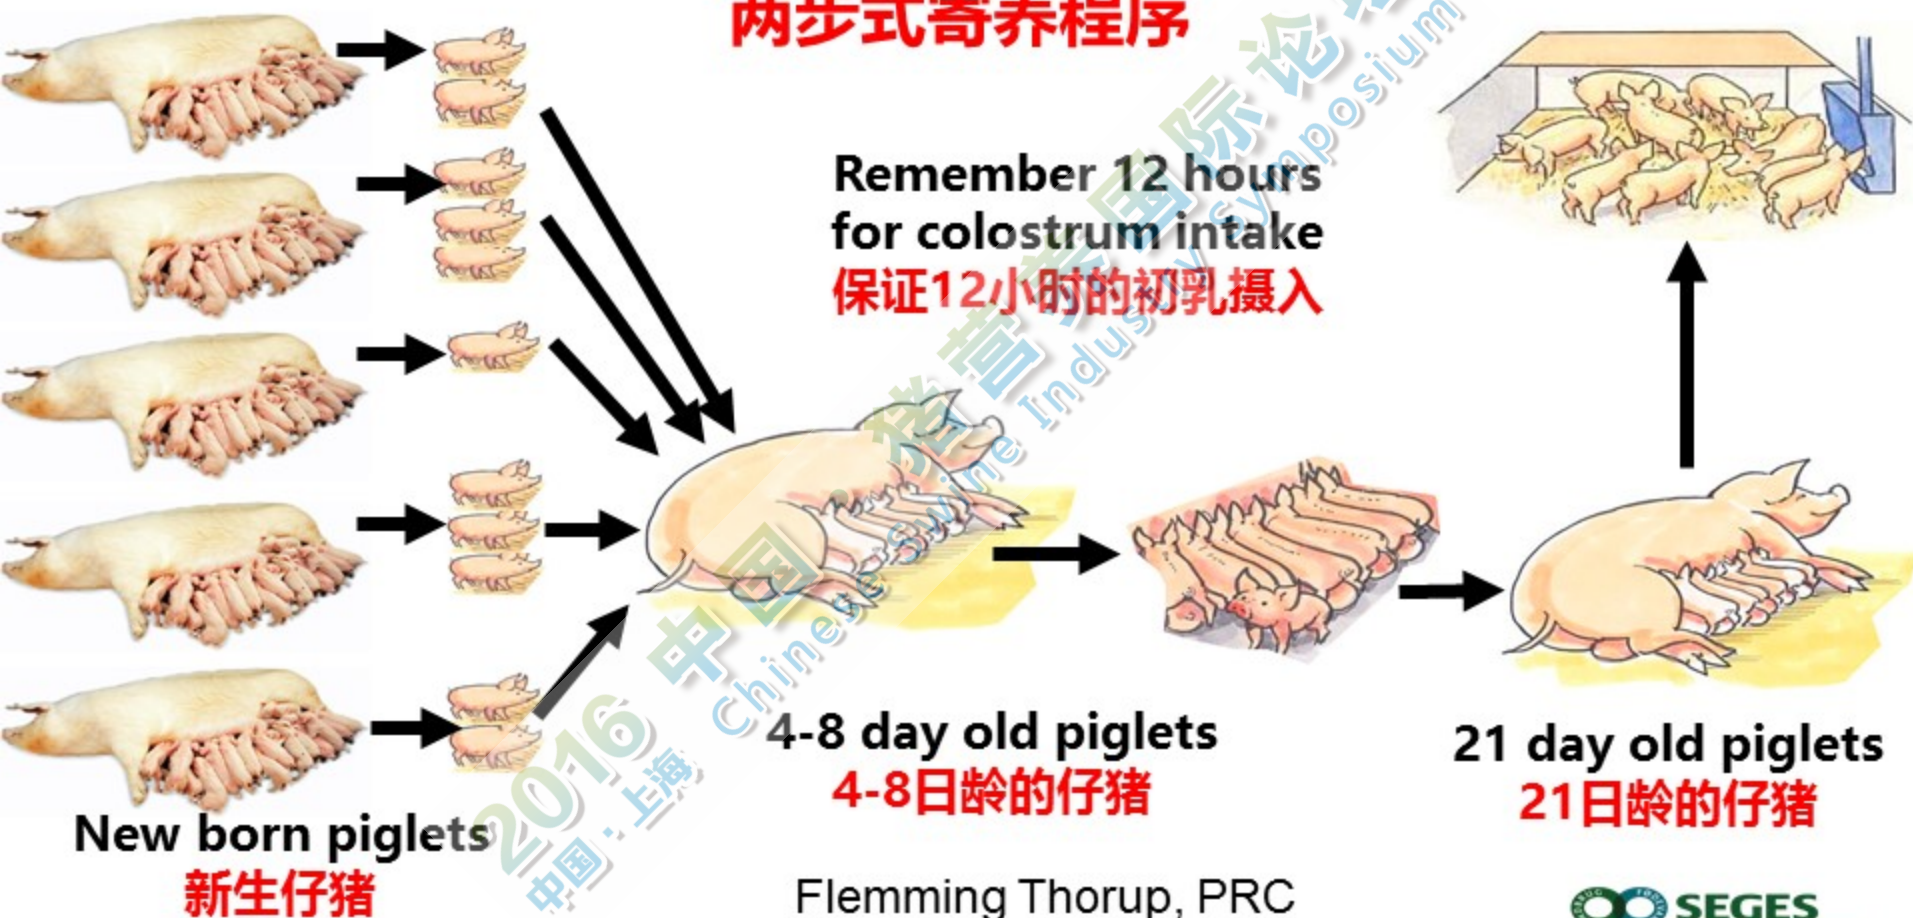 两步式寄养程序
Remember 12 hours
for colostrum intake
保证12小时的初乳摄入
4-8 day old piglets
4-8日龄的仔猪
21 day old piglets
21日龄的仔猪
New born piglets
新生仔猪
Flemming Thorup, PRC
SEGES
2016 中国·猪营养国际论坛
Chinese Swine Industry Symposium
中国·上海